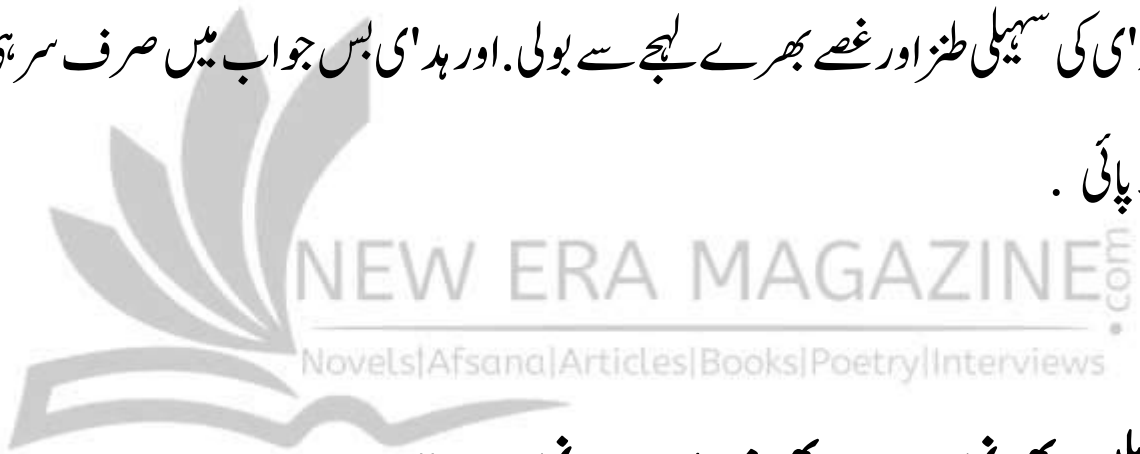 'ی کی سہیلی طنز اور غصے بھرے لہجے سے بولی. اور ہد'ی بس جواب میں صرف سر ہی
پائی .
NEW ERA MAGAZINE.com
Novels|Afsana|Articles|Books|Poetry|Interviews